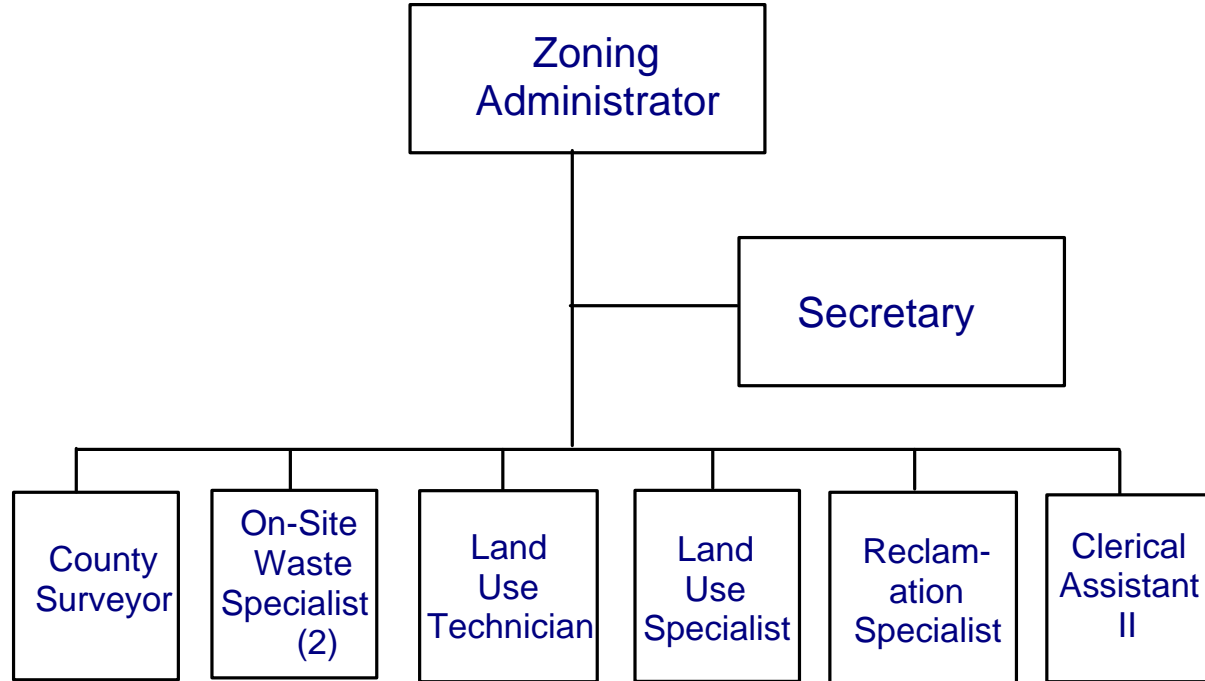 Zoning
Administrator
Secretary
County
Surveyor
On-Site
Waste
Specialist
(2)
Land
Use
Technician
Land
Use
Specialist
Reclam-
ation
Specialist
Clerical
Assistant
II